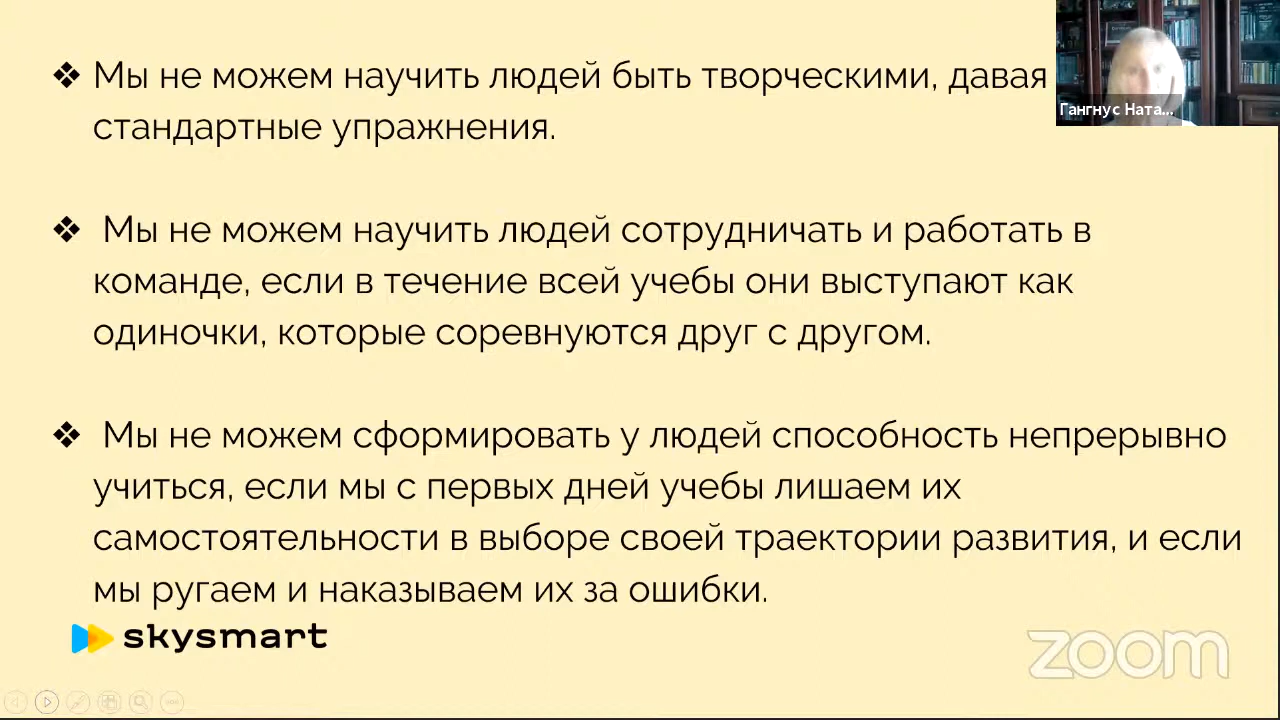 ❖ Мы не можем научить людей быть творческими, давая
стандартные упражнения.
❖ Мы не можем научить людей сотрудничать и работать в
команде, если в течение всей учебы они выступают как
одиночки, которые соревнуются друг с другом.
❖ Мы не можем сформировать у людей способность непрерывно
учиться, если мы с первых дней учебы лишаем их
самостоятельности в выборе своей траектории развития, и если
мы ругаем и наказываем их за ошибки.
Гангнус Ната...
skysmart
zoom